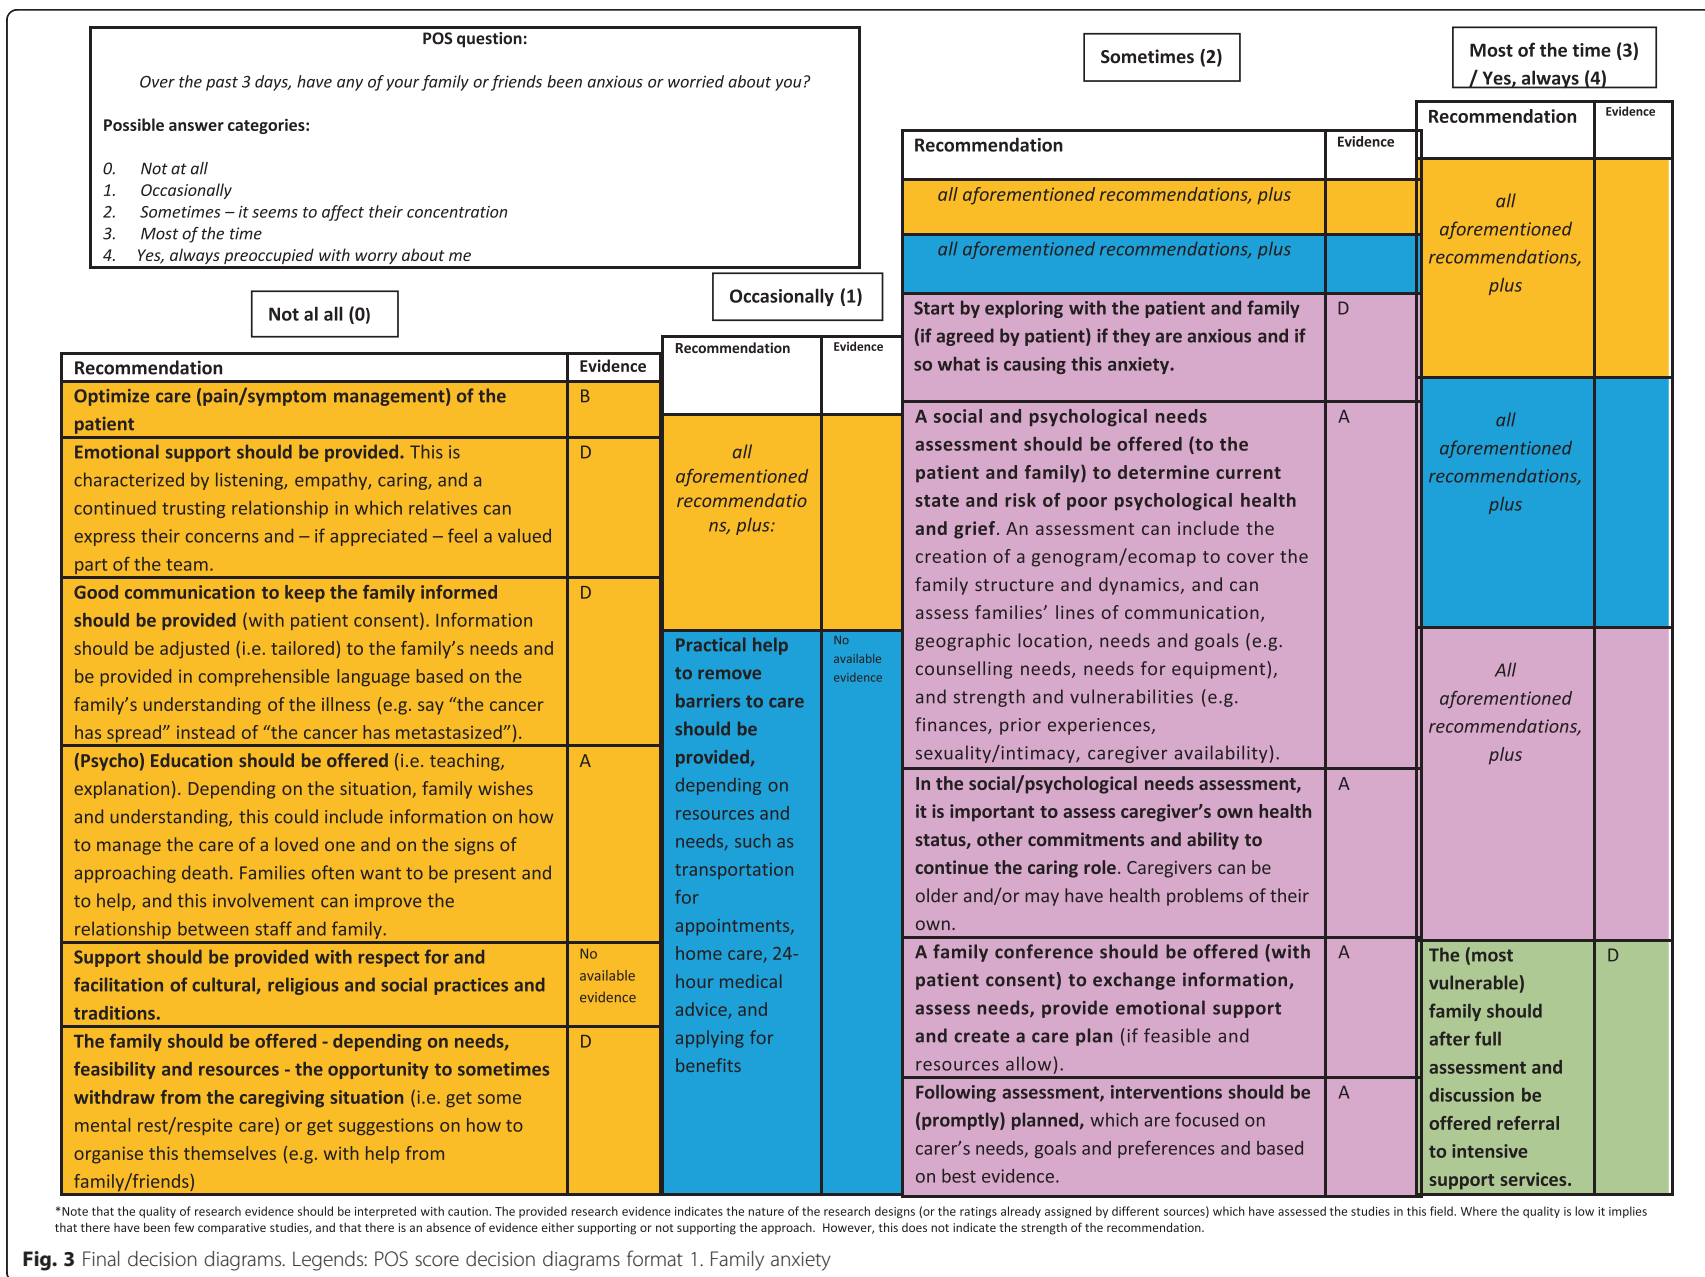 POS question:
Over the past 3 days, have any of your family or friends been anxious or worried about you?
Possible answer categories:
0. Not at all
1. Occasionally
2. Sometimes – it seems to affect their concentration
3. Most of the time
4. Yes, always preoccupied with worry about me
Not al all (0)
Recommendation Evidence
Optimize care (pain/symptom management) of the B
patient
Emotional support should be provided. This is D
characterized by listening, empathy, caring, and a
continued trusting relationship in which relatives can
express their concerns and – if appreciated – feel a valued
part of the team.
Good communication to keep the family informed D
should be provided (with patient consent). Information
should be adjusted (i.e. tailored) to the family’s needs and
be provided in comprehensible language based on the
family’s understanding of the illness (e.g. say “the cancer
has spread” instead of “the cancer has metastasized”).
(Psycho) Education should be offered (i.e. teaching, A
explanation). Depending on the situation, family wishes
and understanding, this could include information on how
to manage the care of a loved one and on the signs of
approaching death. Families often want to be present and
to help, and this involvement can improve the
relationship between staff and family.
Support should be provided with respect for and No
facilitation of cultural, religious and social practices and available
traditions. evidence
The family should be offered - depending on needs, D
feasibility and resources - the opportunity to sometimes
withdraw from the caregiving situation (i.e. get some
mental rest/respite care) or get suggestions on how to
organise this themselves (e.g. with help from
family/friends)
Occasionally (1)
Recommendation Evidence
all
aforementioned
recommendatio
ns, plus:
Practical help No
to remove available
barriers to care evidence
should be
provided,
depending on
resources and
needs, such as
transportation
for
appointments,
home care, 24-
hour medical
advice, and
applying for
benefits
Sometimes (2)
Recommendation Evidence
all aforementioned recommendations, plus
all aforementioned recommendations, plus
Start by exploring with the patient and family D
(if agreed by patient) if they are anxious and if
so what is causing this anxiety.
A social and psychological needs A
assessment should be offered (to the
patient and family) to determine current
state and risk of poor psychological health
and grief. An assessment can include the
creation of a genogram/ecomap to cover the
family structure and dynamics, and can
assess families’ lines of communication,
geographic location, needs and goals (e.g.
counselling needs, needs for equipment),
and strength and vulnerabilities (e.g.
finances, prior experiences,
sexuality/intimacy, caregiver availability).
In the social/psychological needs assessment, A
it is important to assess caregiver’s own health
status, other commitments and ability to
continue the caring role. Caregivers can be
older and/or may have health problems of their
own.
A family conference should be offered (with A
patient consent) to exchange information,
assess needs, provide emotional support
and create a care plan (if feasible and
resources allow).
Following assessment, interventions should be A
(promptly) planned, which are focused on
carer’s needs, goals and preferences and based
on best evidence.
Most of the time (3)
/ Yes, always (4)
Recommendation Evidence
all
aforementioned
recommendations,
plus
all
aforementioned
recommendations,
plus
All
aforementioned
recommendations,
plus
The (most D
vulnerable)
family should
after full
assessment and
discussion be
offered referral
to intensive
support services.
*Note that the quality of research evidence should be interpreted with caution. The provided research evidence indicates the nature of the research designs (or the ratings already assigned by different sources) which have assessed the studies in this field. Where the quality is low it implies
that there have been few comparative studies, and that there is an absence of evidence either supporting or not supporting the approach. However, this does not indicate the strength of the recommendation.
Fig. 3 Final decision diagrams. Legends: POS score decision diagrams format 1. Family anxiety